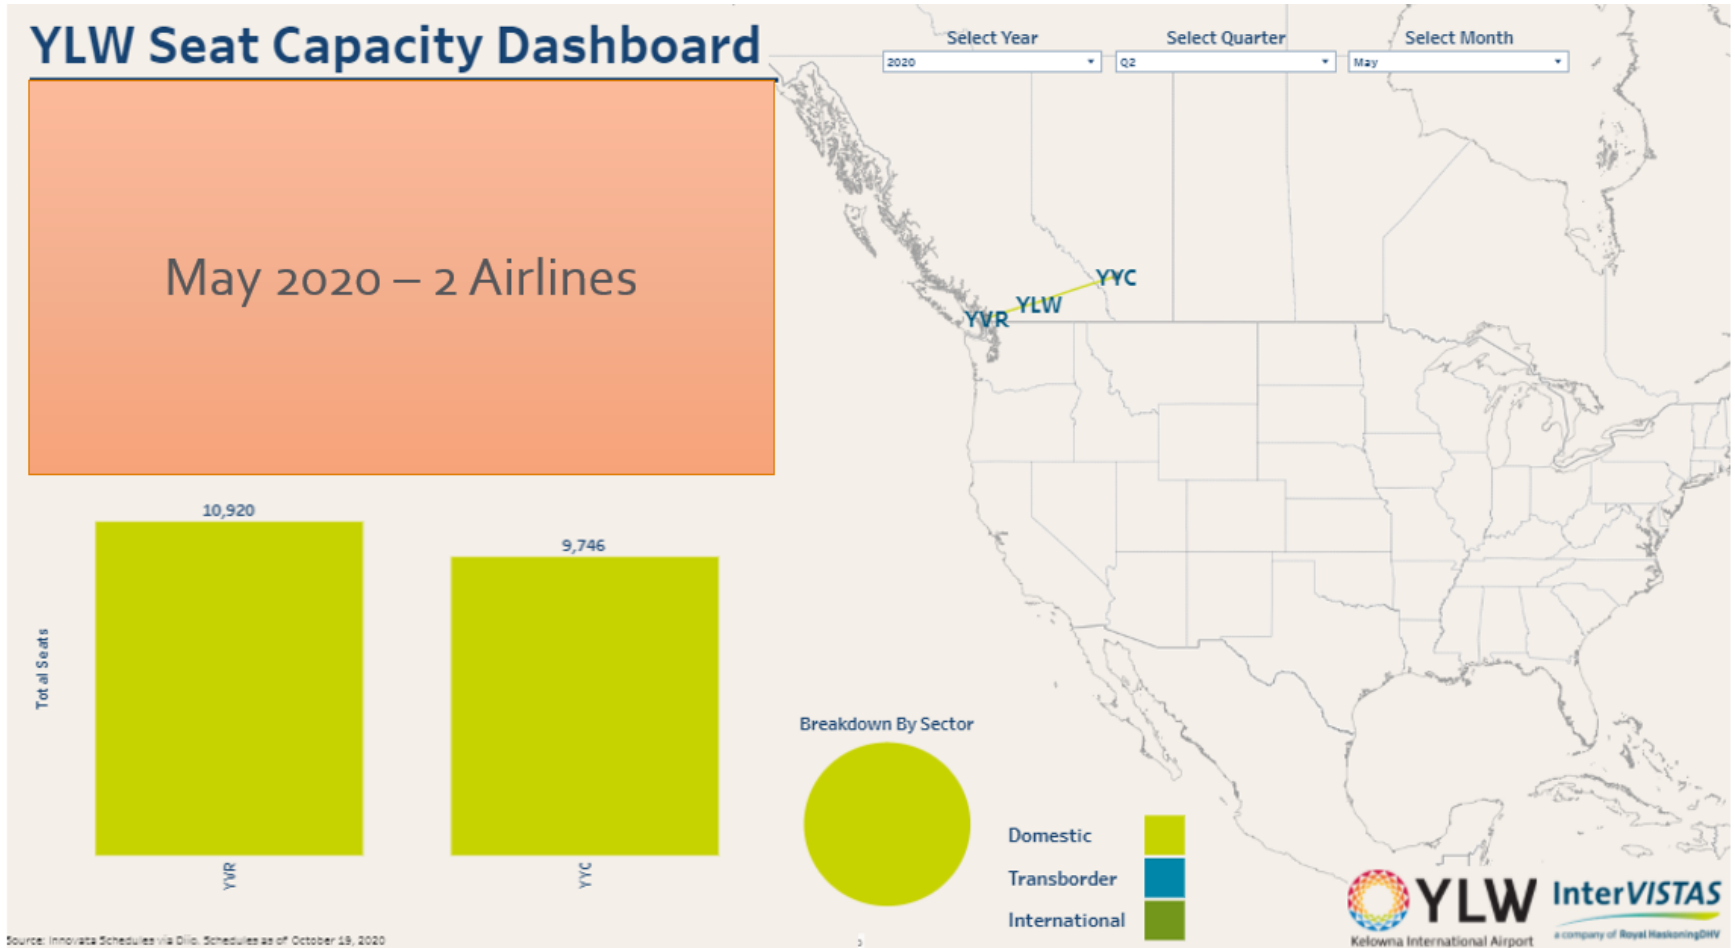 YLW Seat Capacity Dashboard
Select Year
Select Quarter
Select Month
2020
Q2
May
May 2020 – 2 Airlines
YYC
YLW
YVR
10,920
9,746
Total Seats
YVR
YYC
Breakdown By Sector
Domestic
Transborder
International
YLW
Kelowna International Airport
InterVISTAS
a company of Royal HaskoningDHV
Source: Innovata Schedules via Diio. Schedules as of October 19, 2020